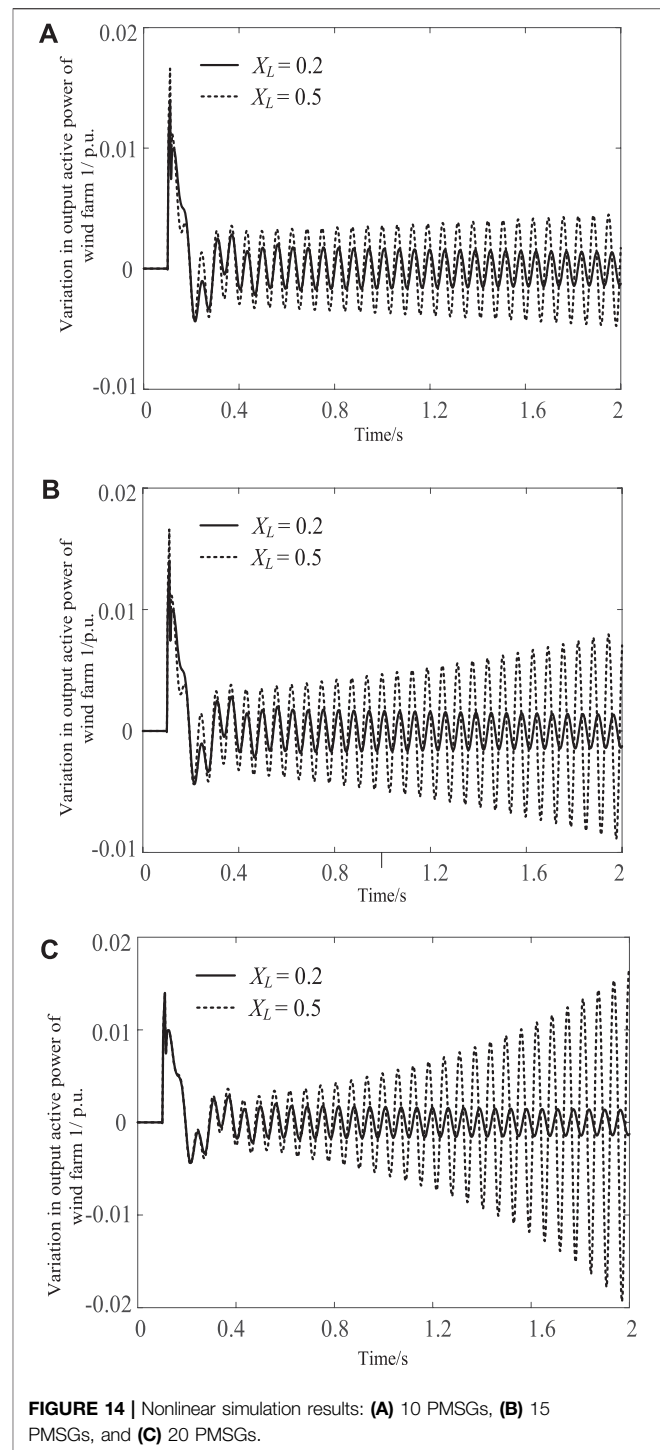 A
0.02
0.01
0
-0.01
Variation in output active power of
wind farm 1/ p.u.
X_L = 0.2
X_L = 0.5
0 0.4 0.8 1.2 1.6 2
Time/s
B
0.02
0.01
0
-0.01
Variation in output active power of
wind farm 1/ p.u.
X_L = 0.2
X_L = 0.5
0 0.4 0.8 1.2 1.6 2
Time/s
C
0.02
0.01
0
-0.01
-0.02
Variation in output active power of
wind farm 1/ p.u.
X_L = 0.2
X_L = 0.5
0 0.4 0.8 1.2 1.6 2
Time/s
FIGURE 14 | Nonlinear simulation results: (A) 10 PMSGs, (B) 15
PMSGs, and (C) 20 PMSGs.